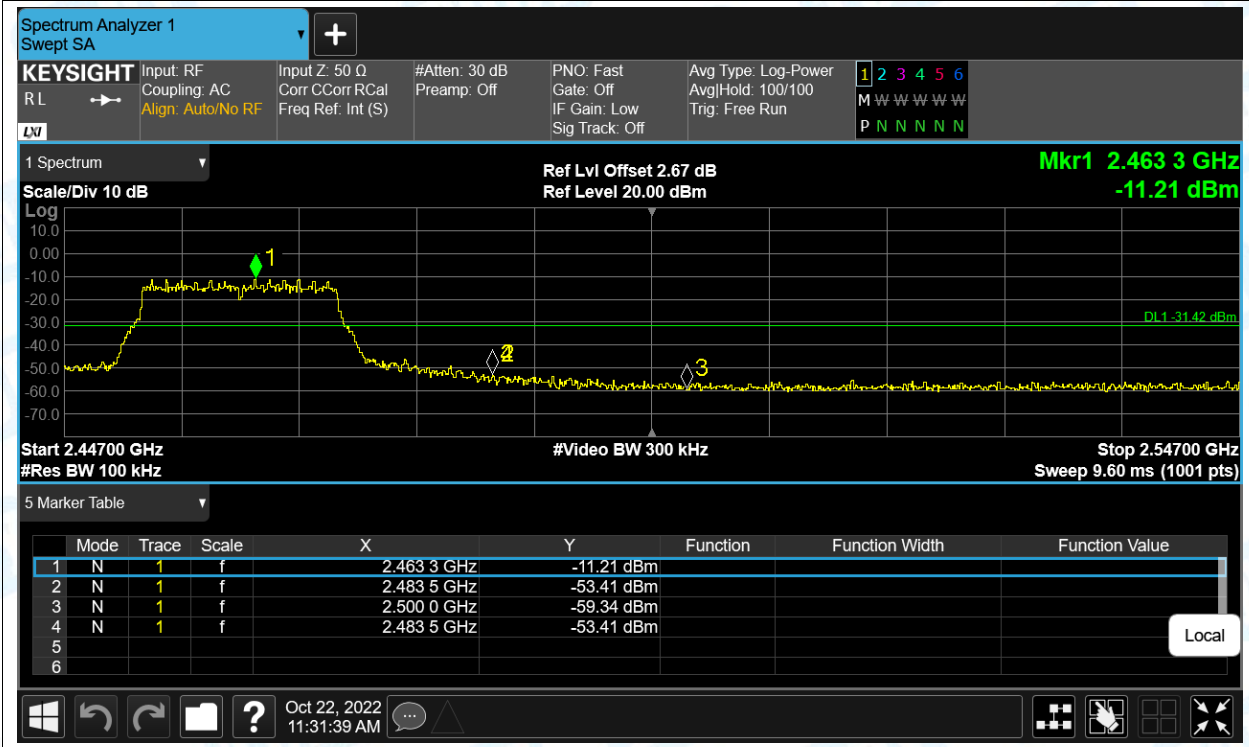 Spectrum Analyzer 1
Swept SA
+
KEYSIGHT Input: RF Input Z: 50 Ω #Atten: 30 dB PNO: Fast Avg Type: Log-Power 1 2 3 4 5 6
R L Coupling: AC Corr CCorr RCal Preamp: Off Gate: Off Avg|Hold: 100/100 M W W W W W
Align: Auto/No RF Freq Ref: Int (S) IF Gain: Low Trig: Free Run
LXI Sig Track: Off P N N N N N
1 Spectrum Ref Lvl Offset 2.67 dB Mkr1 2.463 3 GHz
Scale/Div 10 dB Ref Level 20.00 dBm -11.21 dBm
Log
10.0
0.00
1
-10.0
-20.0
-30.0
DL1 -31.42 dBm
-40.0
2
4
-50.0
3
-60.0
-70.0
Start 2.44700 GHz #Video BW 300 kHz Stop 2.54700 GHz
#Res BW 100 kHz Sweep 9.60 ms (1001 pts)
5 Marker Table
Mode Trace Scale X Y Function Function Width Function Value
1 N 1 f 2.463 3 GHz -11.21 dBm
2 N 1 f 2.483 5 GHz -53.41 dBm
3 N 1 f 2.500 0 GHz -59.34 dBm
4 N 1 f 2.483 5 GHz -53.41 dBm
5
6
Local
? Oct 22, 2022
11:31:39 AM